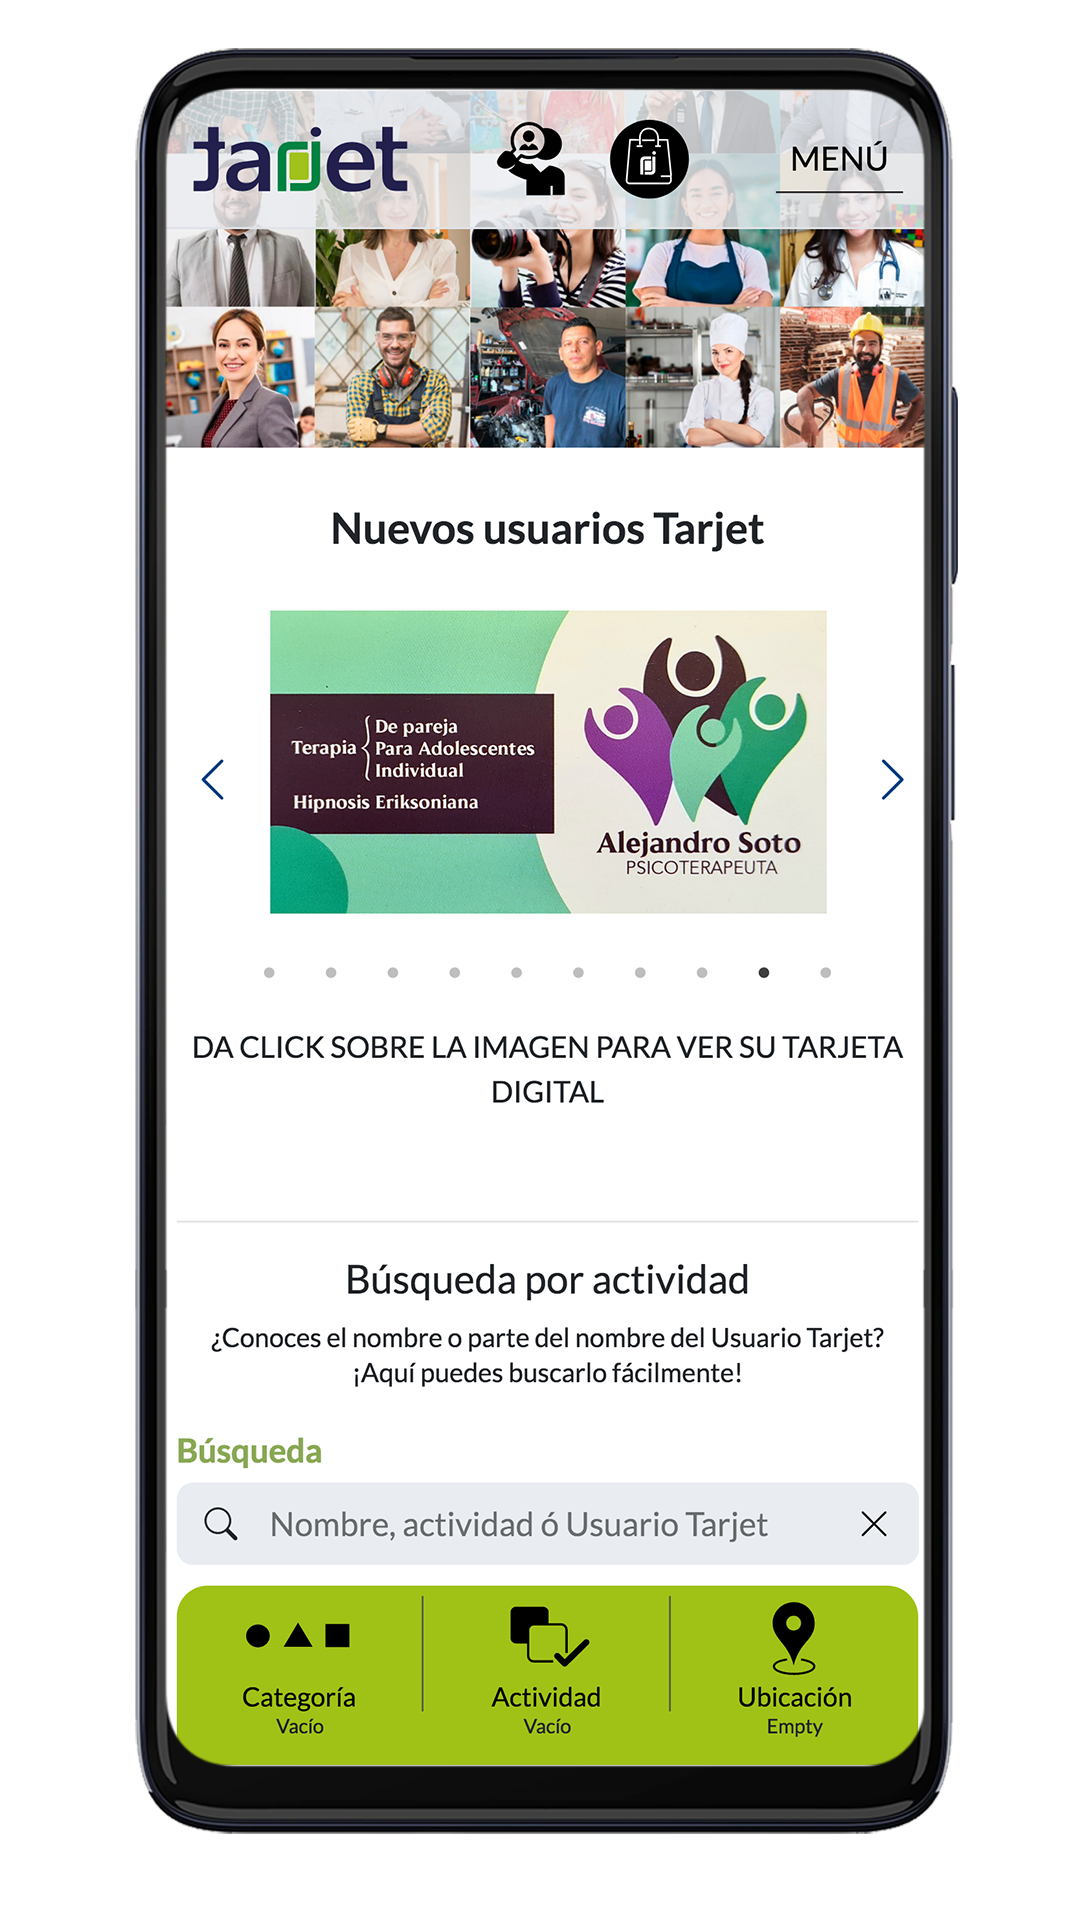 tarjet
MENÚ
Nuevos usuarios Tarjet
Terapia
De pareja
Para Adolescentes
Individual
Hipnosis Eriksoniana
Alejandro Soto
PSICOTERAPEUTA
DA CLICK SOBRE LA IMAGEN PARA VER SU TARJETA
DIGITAL
Búsqueda por actividad
¿Conoces el nombre o parte del nombre del Usuario Tarjet?
¡Aquí puedes buscarlo fácilmente!
Búsqueda
Nombre, actividad ó Usuario Tarjet
Categoría
Vacío
Actividad
Vacío
Ubicación
Empty